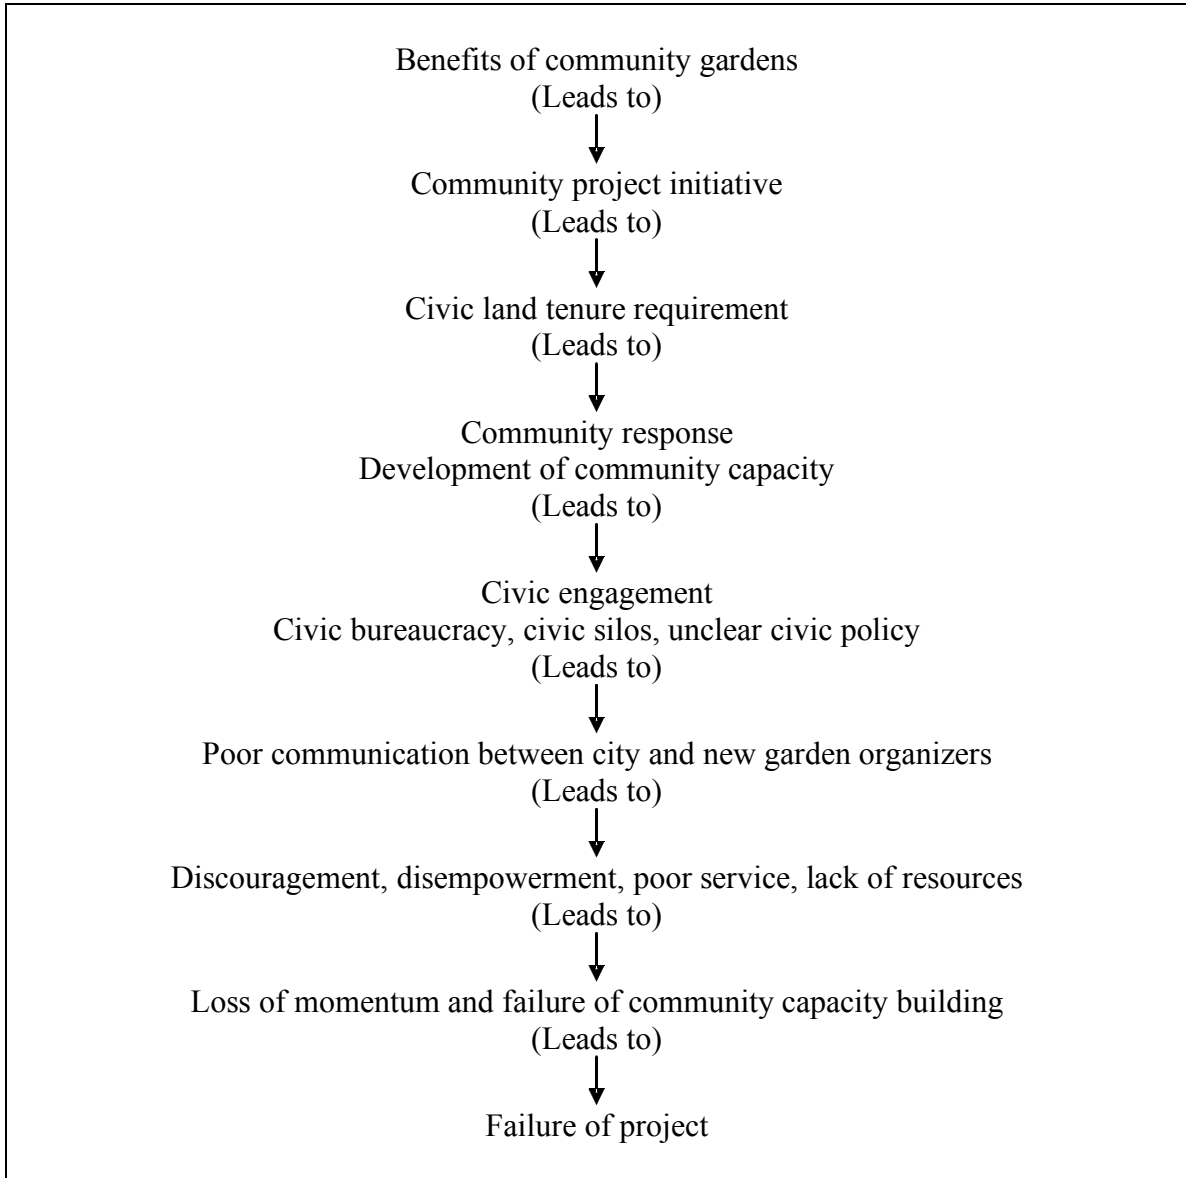 Benefits of community gardens
(Leads to)
Community project initiative
(Leads to)
Civic land tenure requirement
(Leads to)
Community response
Development of community capacity
(Leads to)
Civic engagement
Civic bureaucracy, civic silos, unclear civic policy
(Leads to)
Poor communication between city and new garden organizers
(Leads to)
Discouragement, disempowerment, poor service, lack of resources
(Leads to)
Loss of momentum and failure of community capacity building
(Leads to)
Failure of project